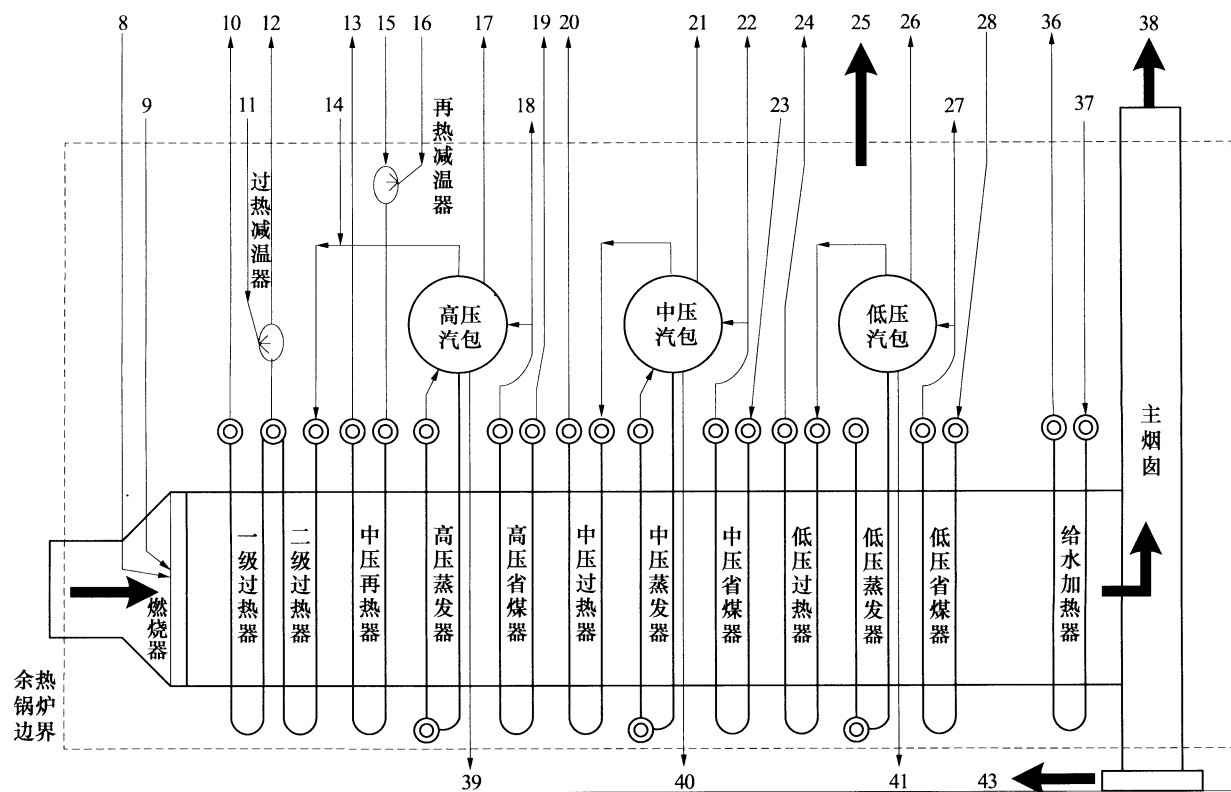 8 10 12 13 15 16 17 19 20 21 22 24 25 26 28 36 38
9 11 14 18 23 27 37
再热减温器
过热减温器
高压
汽包
中压
汽包
低压
汽包
主烟囱
燃烧器
一级过热器
二级过热器
中压再热器
高压蒸发器
高压省煤器
中压过热器
中压蒸发器
中压省煤器
低压过热器
低压蒸发器
低压省煤器
给水加热器
余热
锅炉
边界
39 40 41 43